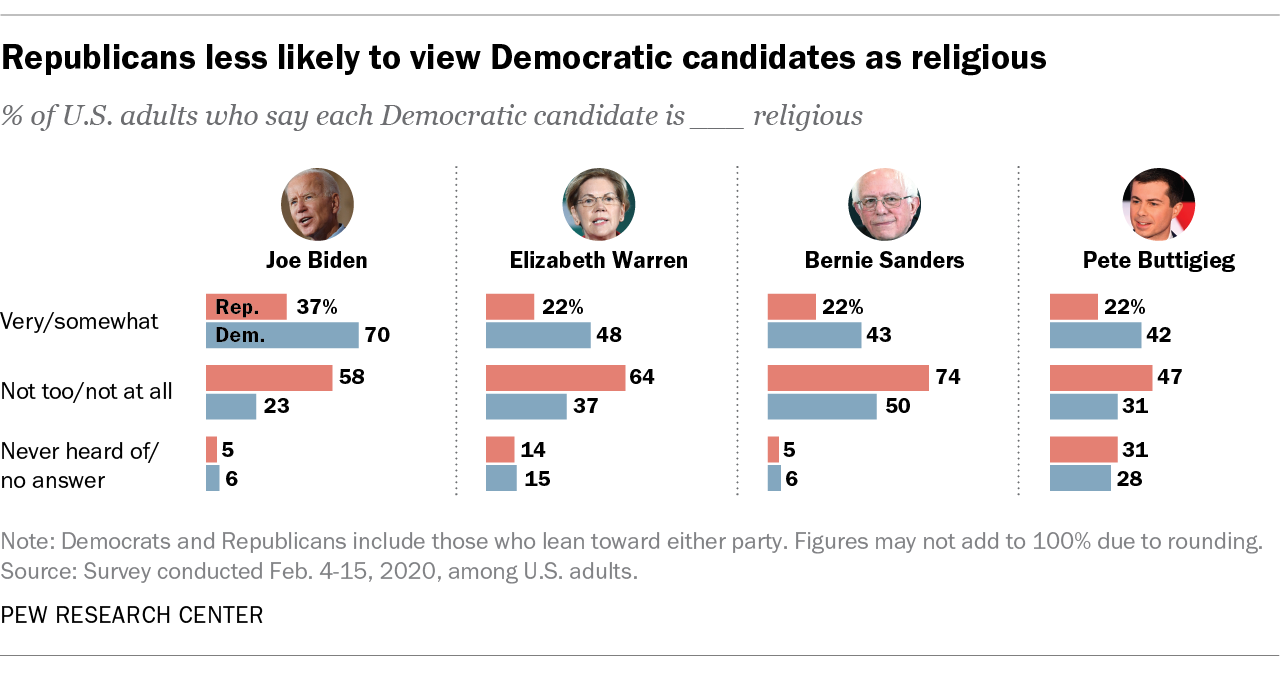 Republicans less likely to view Democratic candidates as religious
% of U.S. adults who say each Democratic candidate is ___ religious
Joe Biden Elizabeth Warren Bernie Sanders Pete Buttigieg
Very/somewhat
Rep. 37% 22% 22% 22%
Dem. 70 48 43 42
Not too/not at all
58 64 74 47
23 37 50 31
Never heard of/
no answer
5 14 5 31
6 15 6 28
Note: Democrats and Republicans include those who lean toward either party. Figures may not add to 100% due to rounding.
Source: Survey conducted Feb. 4-15, 2020, among U.S. adults.
PEW RESEARCH CENTER